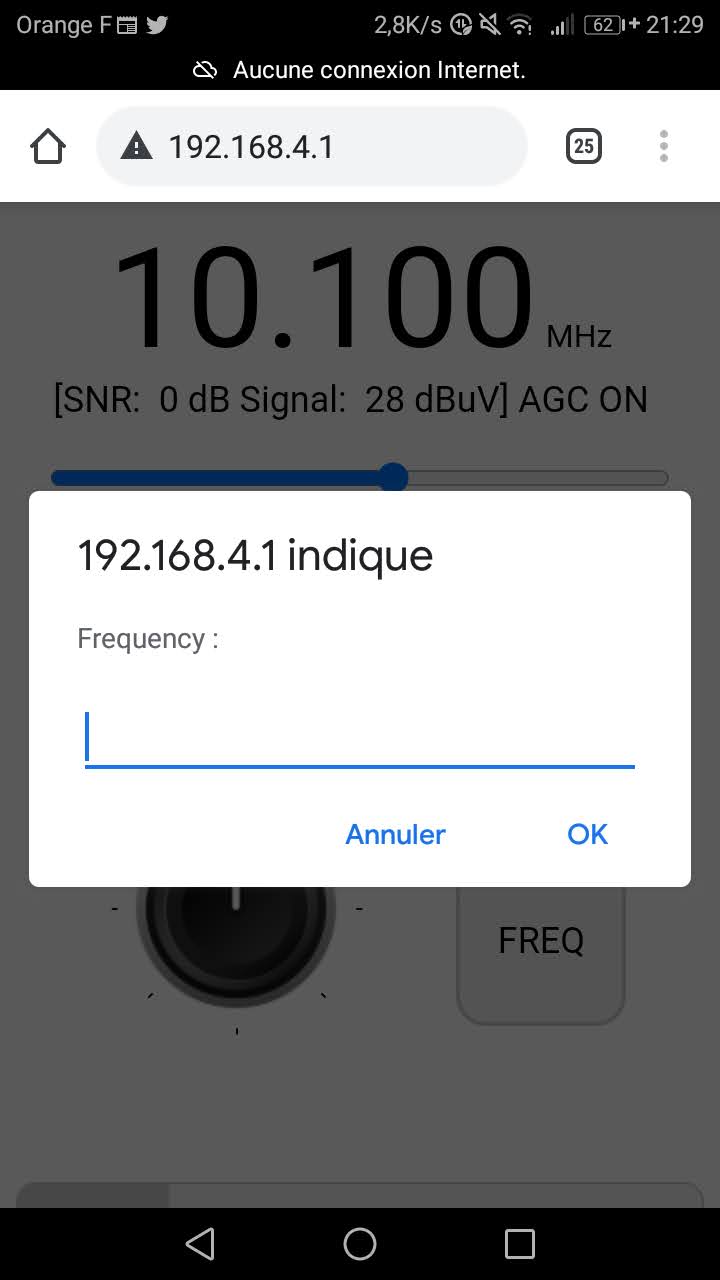 Orange F 2,8K/s 62 21:29
Aucune connexion Internet.
192.168.4.1 25
10.100 MHz
[SNR: 0 dB Signal: 28 dBuV] AGC ON
192.168.4.1 indique
Frequency :
Annuler OK
FREQ